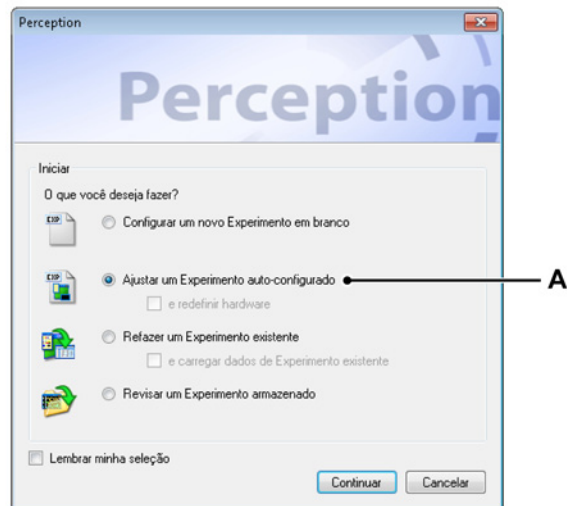 Perception
Perception
Iniciar
O que você deseja fazer?
Configurar um novo Experimento em branco
Ajustar um Experimento auto-configurado
A
e redefinir hardware
Refazer um Experimento existente
e carregar dados de Experimento existente
Revisar um Experimento armazenado
Lembrar minha seleção
Continuar Cancelar